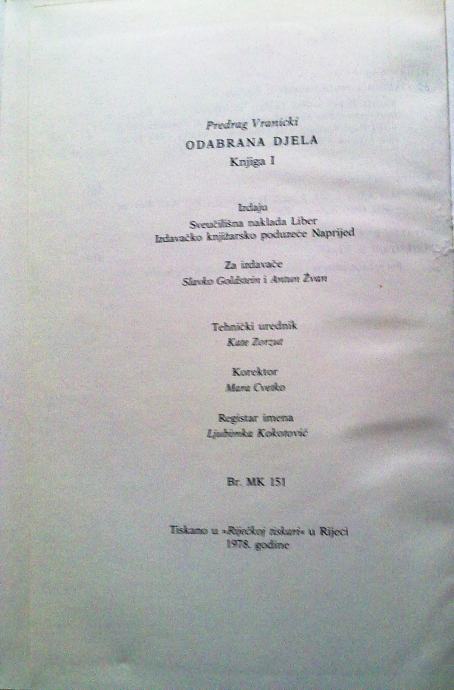 Predrag Vranicki
ODABRANA DJELA
Knjiga I
Izdaju
Sveučilišna naklada Liber
Izdavačko knjižarsko poduzeće Naprijed
Za izdavače
Slavko Goldstein i Antun Žvan
Tehnički urednik
Kate Zorzut
Korektor
Mara Cvetko
Registar imena
Ljubinka Kokotović
Br. MK 151
Tiskano u »Riječkoj tiskari« u Rijeci
1978. godine